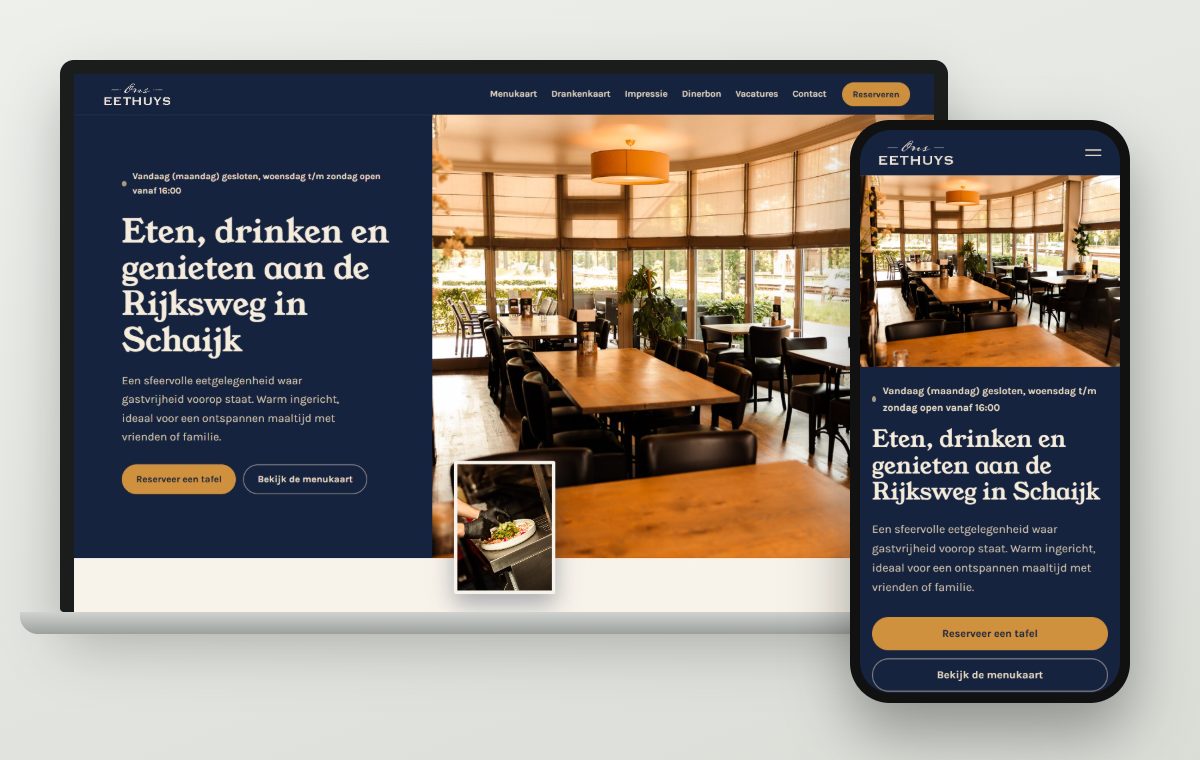 Ons
EETHUYS
Menukaart Drankenkaart Impressie Dinerbon Vacatures Contact Reserveren
Vandaag (maandag) gesloten, woensdag t/m zondag open
vanaf 16:00
Eten, drinken en
genieten aan de
Rijksweg in
Schaijk
Een sfeervolle eetgelegenheid waar
gastvrijheid voorop staat. Warm ingericht,
ideaal voor een ontspannen maaltijd met
vrienden of familie.
Reserveer een tafel Bekijk de menukaart
Ons
EETHUYS
Vandaag (maandag) gesloten, woensdag t/m
zondag open vanaf 16:00
Eten, drinken en
genieten aan de
Rijksweg in Schaijk
Een sfeervolle eetgelegenheid waar
gastvrijheid voorop staat. Warm ingericht,
ideaal voor een ontspannen maaltijd met
vrienden of familie.
Reserveer een tafel
Bekijk de menukaart